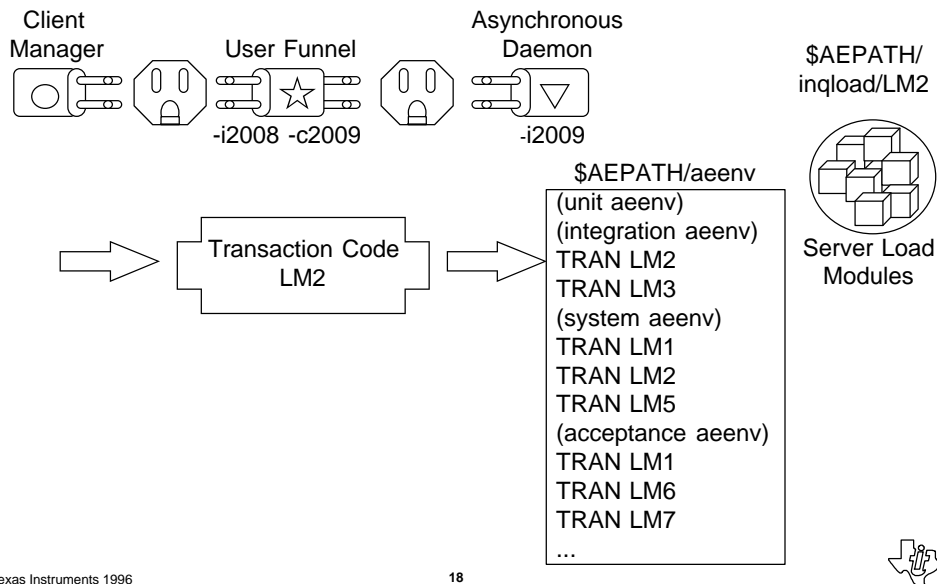 Client
Manager
User Funnel
Asynchronous
Daemon
$AEPATH/
inqload/LM2
-i2008 -c2009
-i2009
$AEPATH/aeenv
(unit aeenv)
(integration aeenv)
TRAN LM2
TRAN LM3
(system aeenv)
TRAN LM1
TRAN LM2
TRAN LM5
(acceptance aeenv)
TRAN LM1
TRAN LM6
TRAN LM7
...
Transaction Code
LM2
Server Load
Modules
exas Instruments 1996
18